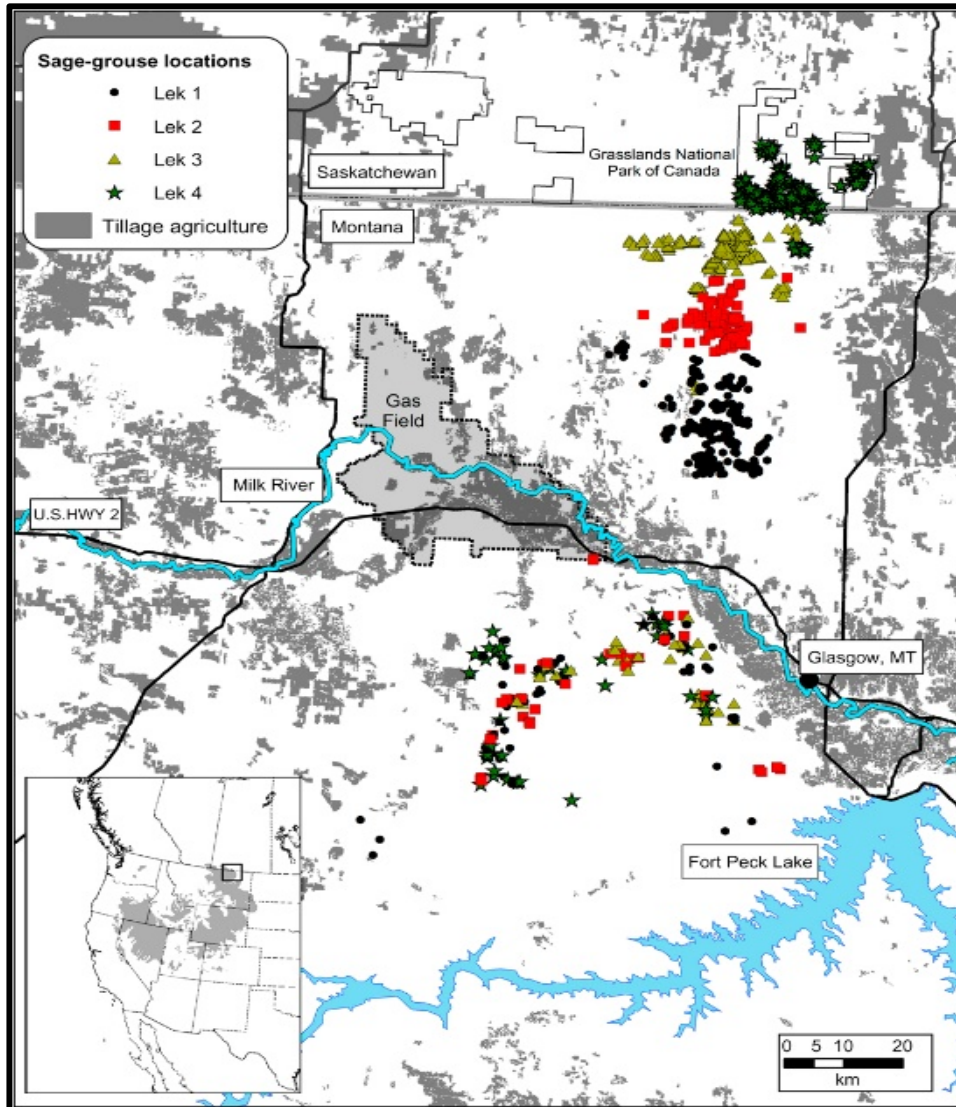 Sage-grouse locations
Lek 1
Lek 2
Lek 3
Lek 4
Tillage agriculture
Saskatchewan
Grasslands National
Park of Canada
Montana
Gas
Field
Milk River
U.S.HWY 2
Glasgow, MT
Fort Peck Lake
0 5 10 20
km